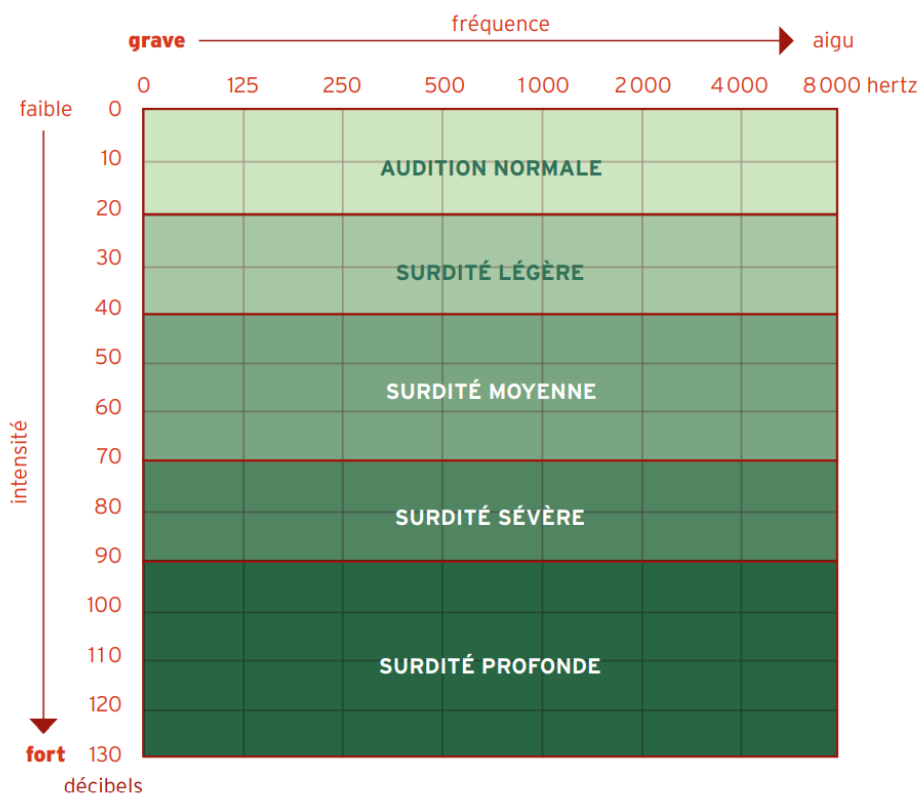 fréquence
grave aigu
0 125 250 500 1000 2000 4000 8000 hertz
faible 0
10
AUDITION NORMALE
20
30
SURDITÉ LÉGÈRE
40
50
SURDITÉ MOYENNE
60
intensité
70
80
SURDITÉ SÉVÈRE
90
100
110
SURDITÉ PROFONDE
120
fort 130
décibels